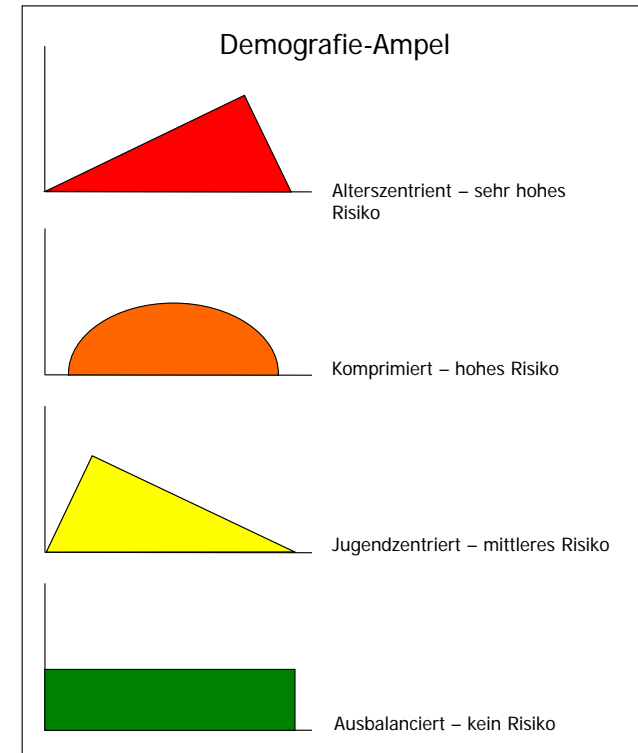 Demografie-Ampel
Alterszentrient – sehr hohes
Risiko
Komprimiert – hohes Risiko
Jugendzentriert – mittleres Risiko
Ausbalanciert – kein Risiko